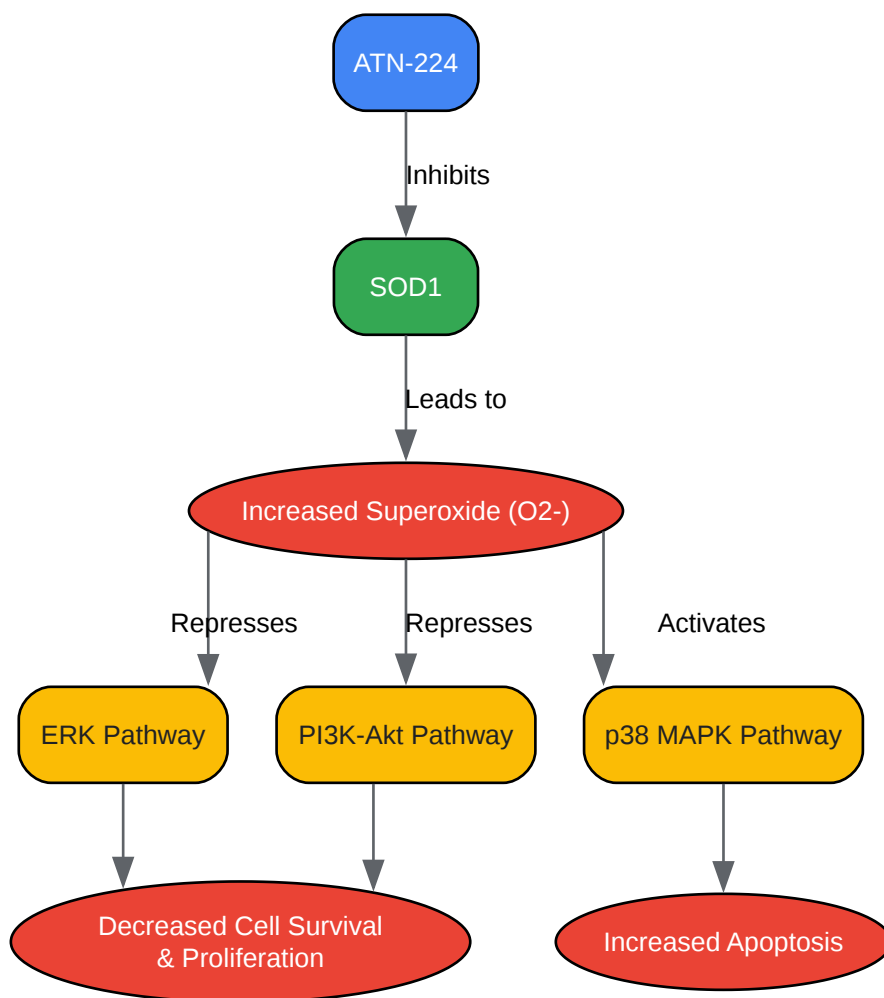 ATN-224
Inhibits
SOD1
Leads to
Increased Superoxide (O2-)
Represses
Represses
Activates
ERK Pathway
PI3K-Akt Pathway
p38 MAPK Pathway
Decreased Cell Survival
& Proliferation
Increased Apoptosis